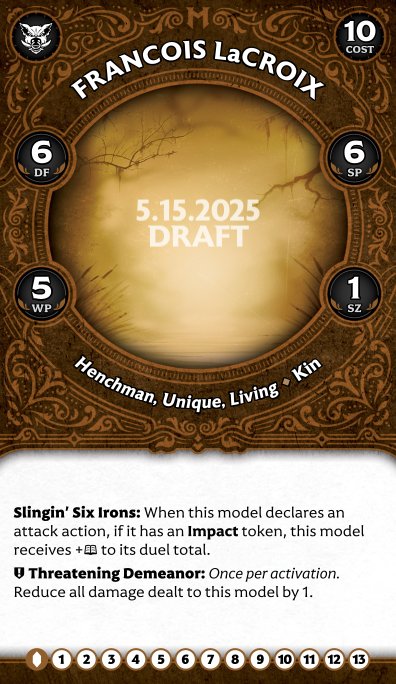 10
COST
FRANCOIS LaCROIX
6
DF
6
SP
5.15.2025
DRAFT
5
WP
1
SZ
Henchman, Unique, Living • Kin
Slingin’ Six Irons: When this model declares an
attack action, if it has an Impact token, this model
receives + to its duel total.
Threatening Demeanor: Once per activation.
Reduce all damage dealt to this model by 1.
1 2 3 4 5 6 7 8 9 10 11 12 13